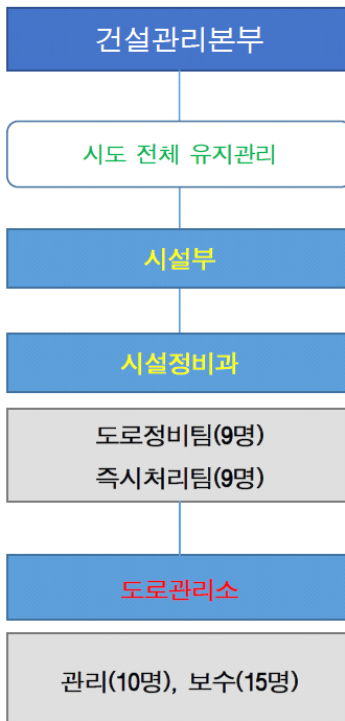 건설관리본부
시도 전체 유지관리
시설부
시설정비과
도로정비팀(9명)
즉시처리팀(9명)
도로관리소
관리(10명), 보수(15명)